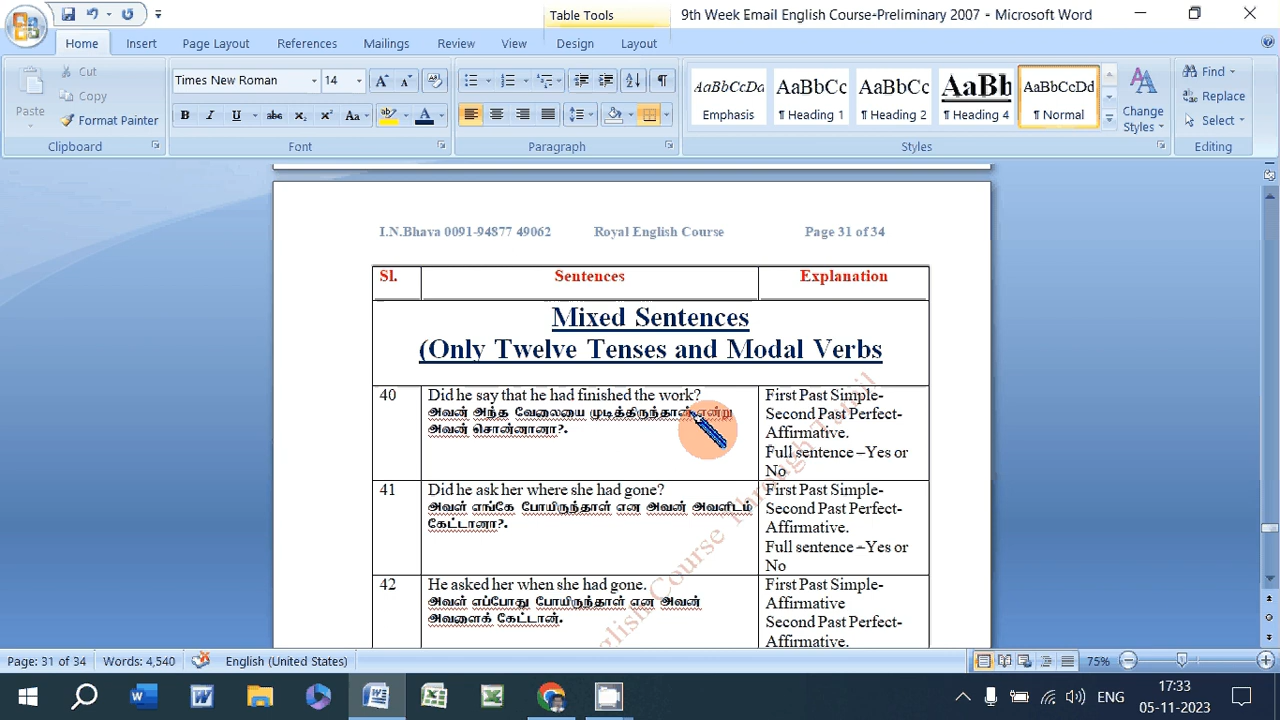 Table Tools
9th Week Email English Course-Preliminary 2007 - Microsoft Word
Home Insert Page Layout References Mailings Review View Design Layout
Paste
Cut
Copy
Format Painter
Clipboard
Times New Roman 14
Font
Paragraph
AaBbCcDd AaBbCc AaBbCc AaBb AaBbCcDd
Emphasis ¶ Heading 1 ¶ Heading 2 ¶ Heading 4 ¶ Normal
Change Styles
Styles
Find
Replace
Select
Editing
I.N.Bhava 0091-94877 49062 Royal English Course Page 31 of 34
Sl. Sentences Explanation
Mixed Sentences
(Only Twelve Tenses and Modal Verbs
40 Did he say that he had finished the work?
அவன் அந்த வேலையை முடித்திருந்தான் என்று
அவன் சொன்னானா?.
First Past Simple-
Second Past Perfect-
Affirmative.
Full sentence –Yes or
No
41 Did he ask her where she had gone?
அவள் எங்கே போயிருந்தாள் என அவன் அவளிடம்
கேட்டானா?.
First Past Simple-
Second Past Perfect-
Affirmative.
Full sentence –Yes or
No
42 He asked her when she had gone.
அவள் எப்போது போயிருந்தாள் என அவன்
அவளைக் கேட்டான்.
First Past Simple-
Affirmative
Second Past Perfect-
Affirmative.
English Course Through Tamil
Page: 31 of 34 Words: 4,540 English (United States) 75%
ENG
17:33
05-11-2023